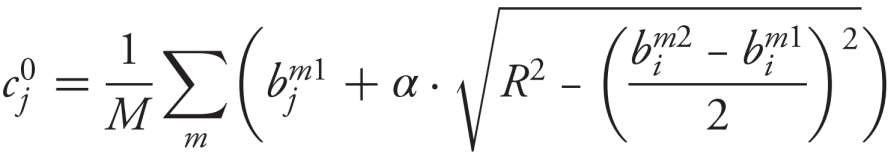 c_j^0 = \frac{1}{M} \sum_m \left( b_j^{m1} + \alpha \cdot \sqrt{R^2 - \left( \frac{b_i^{m2} - b_i^{m1}}{2} \right)^2} \right)